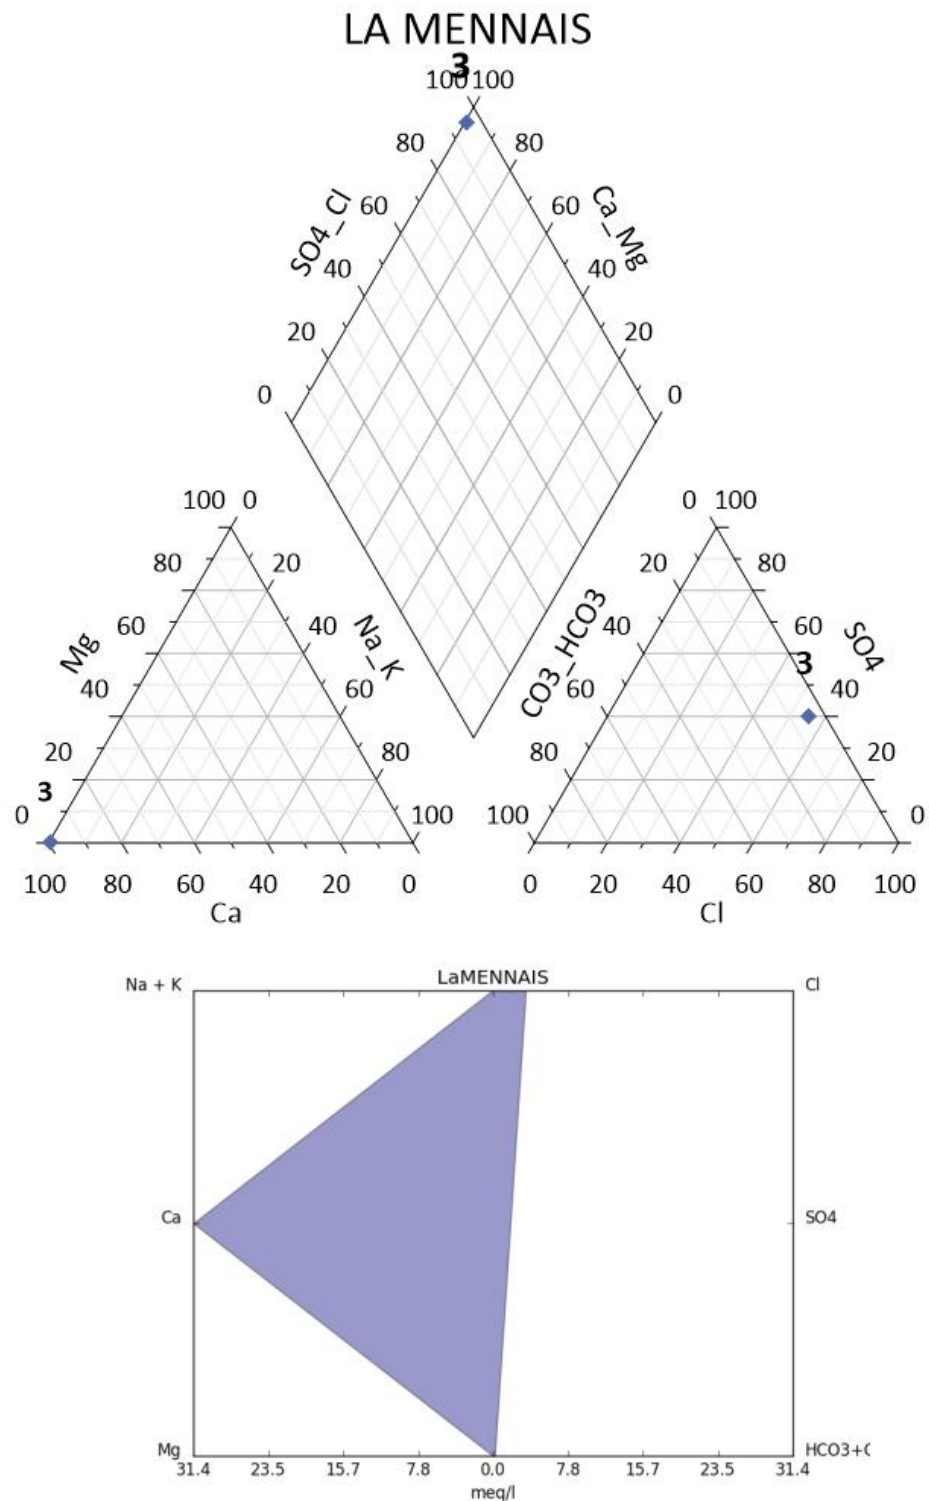 LA MENNAIS
3
100 100
80 80
SO4_Cl Ca_Mg
60 60
40 40
20 20
0 0
100 0 0 100
80 20 20 80
Mg 60 40 Na_K CO3_HCO3 40 60 SO4
3
40 60 60 40
20 80 80 20
3
0 100 100 0
100 80 60 40 20 0 0 20 40 60 80 100
Ca Cl
LaMENNAIS
Na + K Cl
Ca SO4
Mg HCO3+C
31.4 23.5 15.7 7.8 0.0 7.8 15.7 23.5 31.4
meq/l